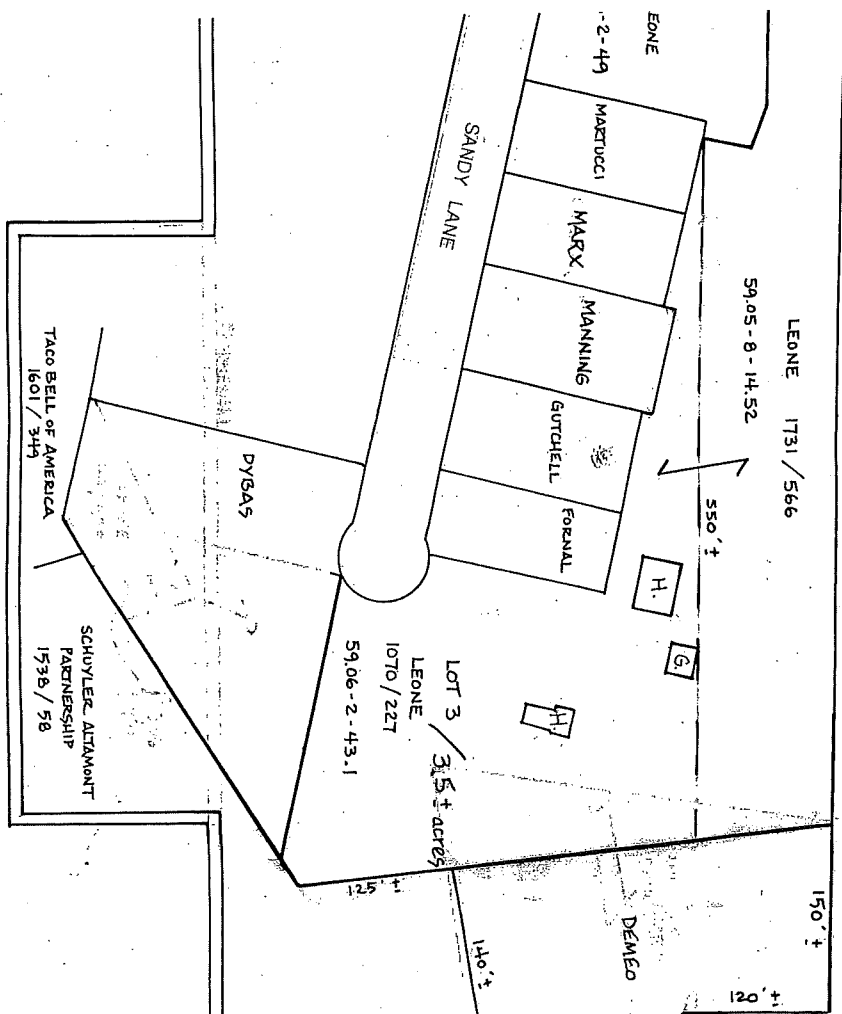 LEONE
-2-49
MARTUCCI
MARX
MANNING
GUTCHELL
FORNAL
SANDY LANE
LEONE 1731/566
59.05-8-14.52
550'±
H.
G.
H.
LOT 3
3.5± acres
LEONE
1070/227
59.06-2-43.1
DYBAS
TACO BELL OF AMERICA
1601/349
SCHUYLER ALTAMONT
PARTNERSHIP
1538/58
125'±
140'±
DEMEO
150'±
120'±